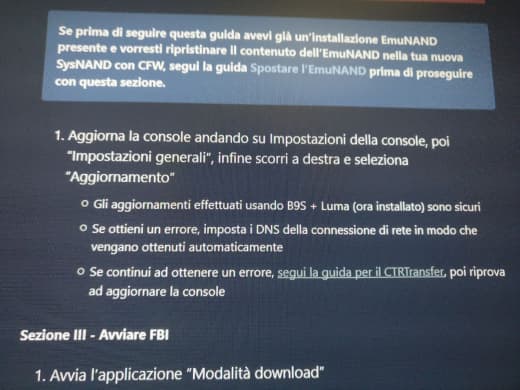 Se prima di seguire questa guida avevi già un'installazione EmuNAND
presente e vorresti ripristinare il contenuto dell'EmuNAND nella tua nuova
SysNAND con CFW, segui la guida Spostare l'EmuNAND prima di proseguire
con questa sezione.
1. Aggiorna la console andando su Impostazioni della console, poi
"Impostazioni generali", infine scorri a destra e seleziona
"Aggiornamento"
Gli aggiornamenti effettuati usando B9S + Luma (ora installato) sono sicuri
Se ottieni un errore, imposta i DNS della connessione di rete in modo che
vengano ottenuti automaticamente
Se continui ad ottenere un errore, segui la guida per il CTRTransfer, poi riprova
ad aggiornare la console
Sezione III - Avviare FBI
1. Avvia l'applicazione "Modalità download"